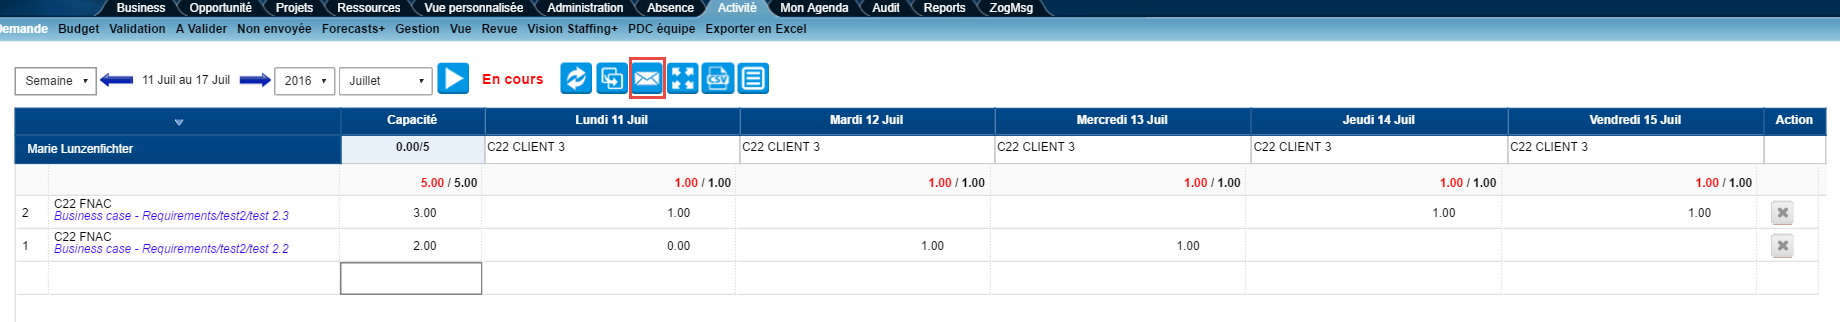 Business Opportunité Projets Ressources Vue personnalisée Administration Absence Activité Mon Agenda Audit Reports ZogMsg
Demande Budget Validation A Valider Non envoyée Forecasts+ Gestion Vue Revue Vision Staffing+ PDC équipe Exporter en Excel
Semaine 11 Juil au 17 Juil 2016 Juillet En cours CSV
Capacité Lundi 11 Juil Mardi 12 Juil Mercredi 13 Juil Jeudi 14 Juil Vendredi 15 Juil Action
Marie Lunzenfichter 0.00/5 C22 CLIENT 3 C22 CLIENT 3 C22 CLIENT 3 C22 CLIENT 3 C22 CLIENT 3
5.00 / 5.00 1.00 / 1.00 1.00 / 1.00 1.00 / 1.00 1.00 / 1.00 1.00 / 1.00
2 C22 FNAC 3.00 1.00 1.00 1.00
Business case - Requirements/test2/test 2.3
1 C22 FNAC 2.00 0.00 1.00 1.00
Business case - Requirements/test2/test 2.2